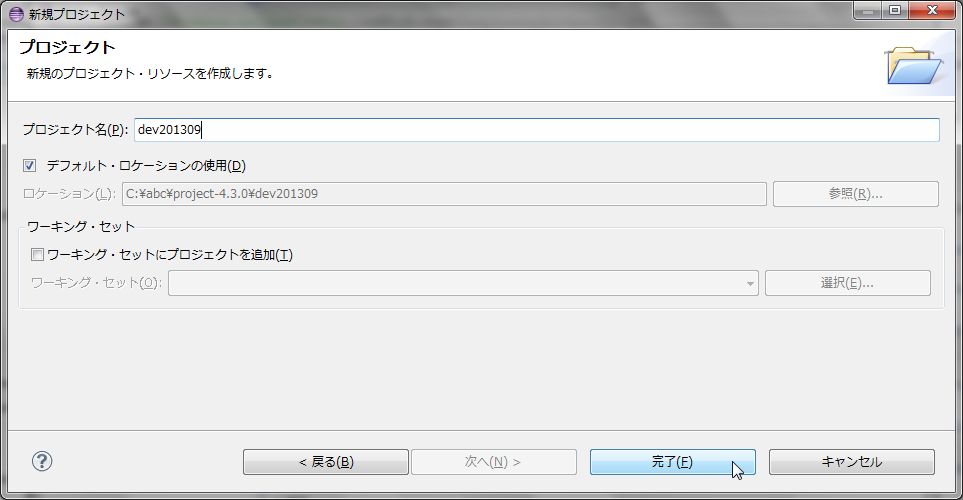 新規プロジェクト
プロジェクト
新規のプロジェクト・リソースを作成します。
プロジェクト名(P): dev201309
デフォルト・ロケーションの使用(D)
ロケーション(L): C:¥abc¥project-4.3.0¥dev201309 参照(R)...
ワーキング・セット
ワーキング・セットにプロジェクトを追加(T)
ワーキング・セット(O): 選択(E)...
? < 戻る(B) 次へ(N) > 完了(F) キャンセル